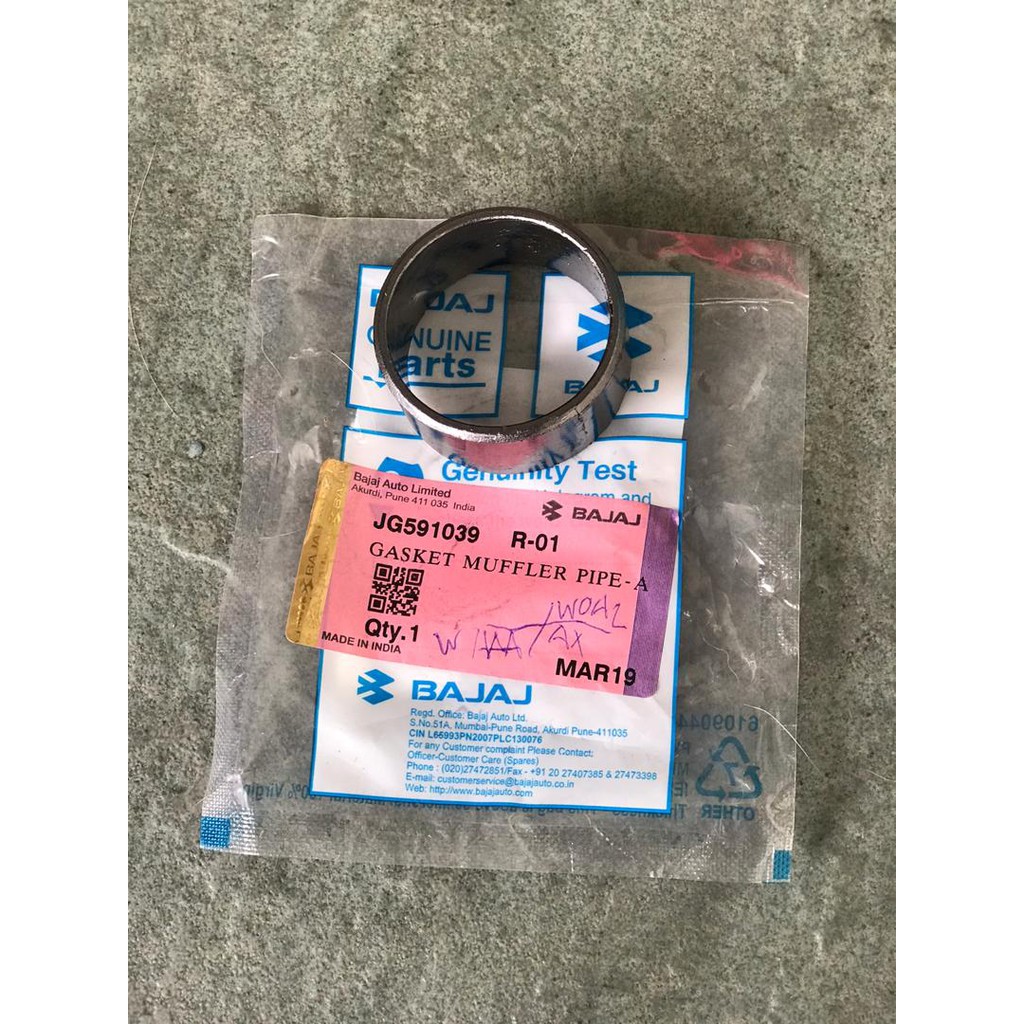 BAJAJ
GENUINE
Parts
BAJAJ
Genuinity Test
and
Bajaj Auto Limited
Akurdi, Pune 411 035 India
BAJAJ
BAJAJ
JG591039 R-01
GASKET MUFFLER PIPE-A
Qty.1
MADE IN INDIA
MAR19
BAJAJ
Regd. Office: Bajaj Auto Ltd.
S.No.51A, Mumbai-Pune Road, Akurdi Pune-411035
CIN L65993PN2007PLC130076
For any Customer complaint Please Contact:
Officer-Customer Care (Spares)
Phone : (020)27472851/Fax - +91 20 27407385 & 27473398
E-mail: customerservice@bajajauto.co.in
Web: http://www.bajajauto.com
OTHER